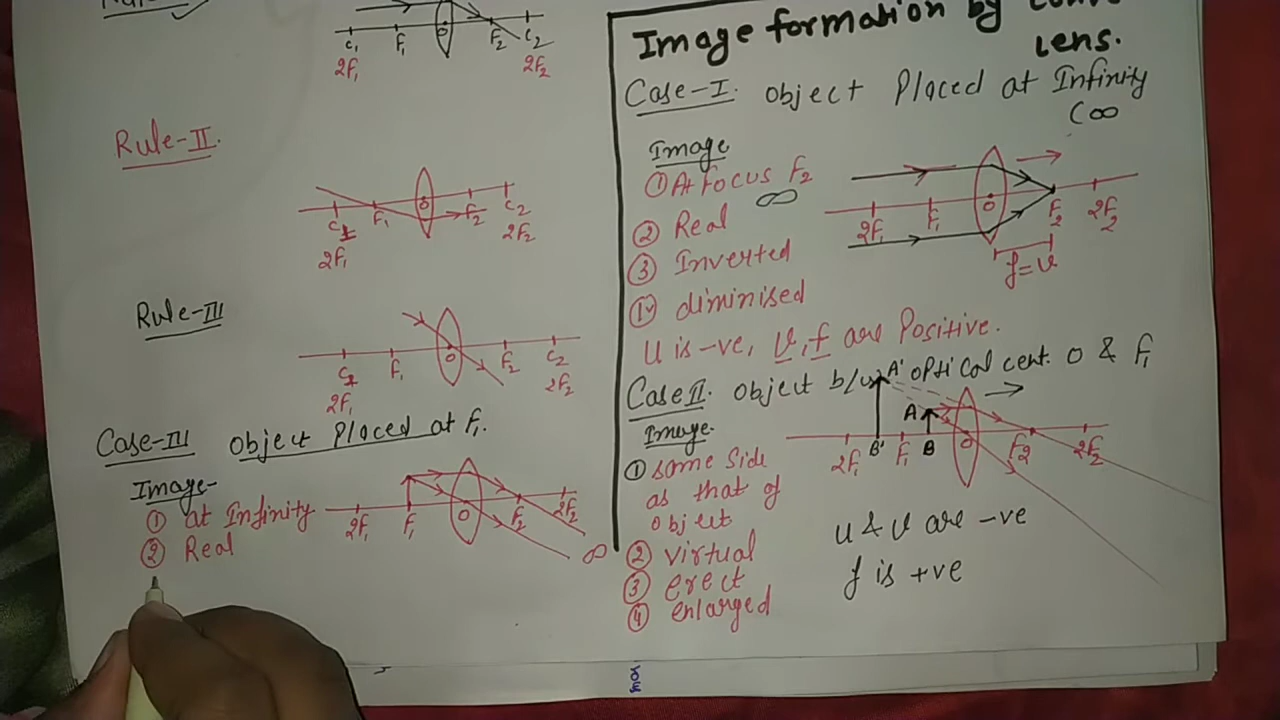 C₁ F₁ O F₂ C₂
2F₁ 2F₂
Rule-II.
C₁ F₁ O F₂ C₂
2F₁ 2F₂
Rule-III
C₁ F₁ O F₂ C₂
2F₁ 2F₂
Case-III object Placed at F₁.
Image-
① at Infinity
② Real
2F₁ F₁ O F₂ 2F₂
∞
Image formation by
Lens.
Case-I. object Placed at Infinity
(∞
Image
① At Focus F₂
∞
② Real
③ Inverted
④ diminised
2F₁ F₁ O F₂ 2F₂
f=v
u is -ve, v, f are Positive.
Case II. object b/w optical cent. O & F₁
Image.
① same side
as that of
object
② virtual
③ erect
④ enlarged
A' A
2F₁ B' F₁ B O F₂ 2F₂
u & v are -ve
f is +ve
you